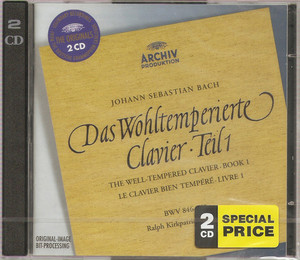 2 CD
THE ORIGINALS
2 CD
ARCHIV
PRODUKTION
JOHANN SEBASTIAN BACH
Das Wohltemperierte
Clavier · Teil 1
THE WELL-TEMPERED CLAVIER · BOOK 1
LE CLAVIER BIEN TEMPÉRÉ · LIVRE 1
BWV 846
Ralph Kirkpatric
2 CD
SPECIAL
PRICE
ORIGINAL-IMAGE
BIT-PROCESSING